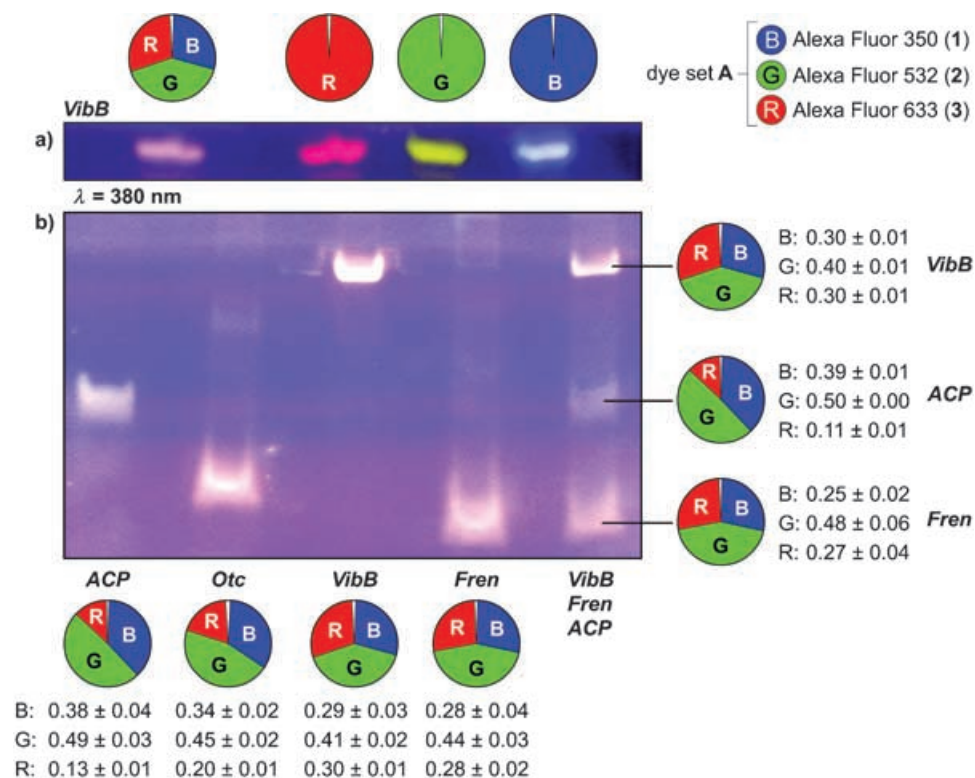 R B G
R
G
B
dye set A
B Alexa Fluor 350 (1)
G Alexa Fluor 532 (2)
R Alexa Fluor 633 (3)
VibB
a)
λ = 380 nm
b)
R B G
B: 0.30 ± 0.01
G: 0.40 ± 0.01
R: 0.30 ± 0.01
VibB
R B G
B: 0.39 ± 0.01
G: 0.50 ± 0.00
R: 0.11 ± 0.01
ACP
R B G
B: 0.25 ± 0.02
G: 0.48 ± 0.06
R: 0.27 ± 0.04
Fren
ACP Otc VibB Fren VibB
Fren
ACP
R B G R B G R B G R B G
B: 0.38 ± 0.04 0.34 ± 0.02 0.29 ± 0.03 0.28 ± 0.04
G: 0.49 ± 0.03 0.45 ± 0.02 0.41 ± 0.02 0.44 ± 0.03
R: 0.13 ± 0.01 0.20 ± 0.01 0.30 ± 0.01 0.28 ± 0.02